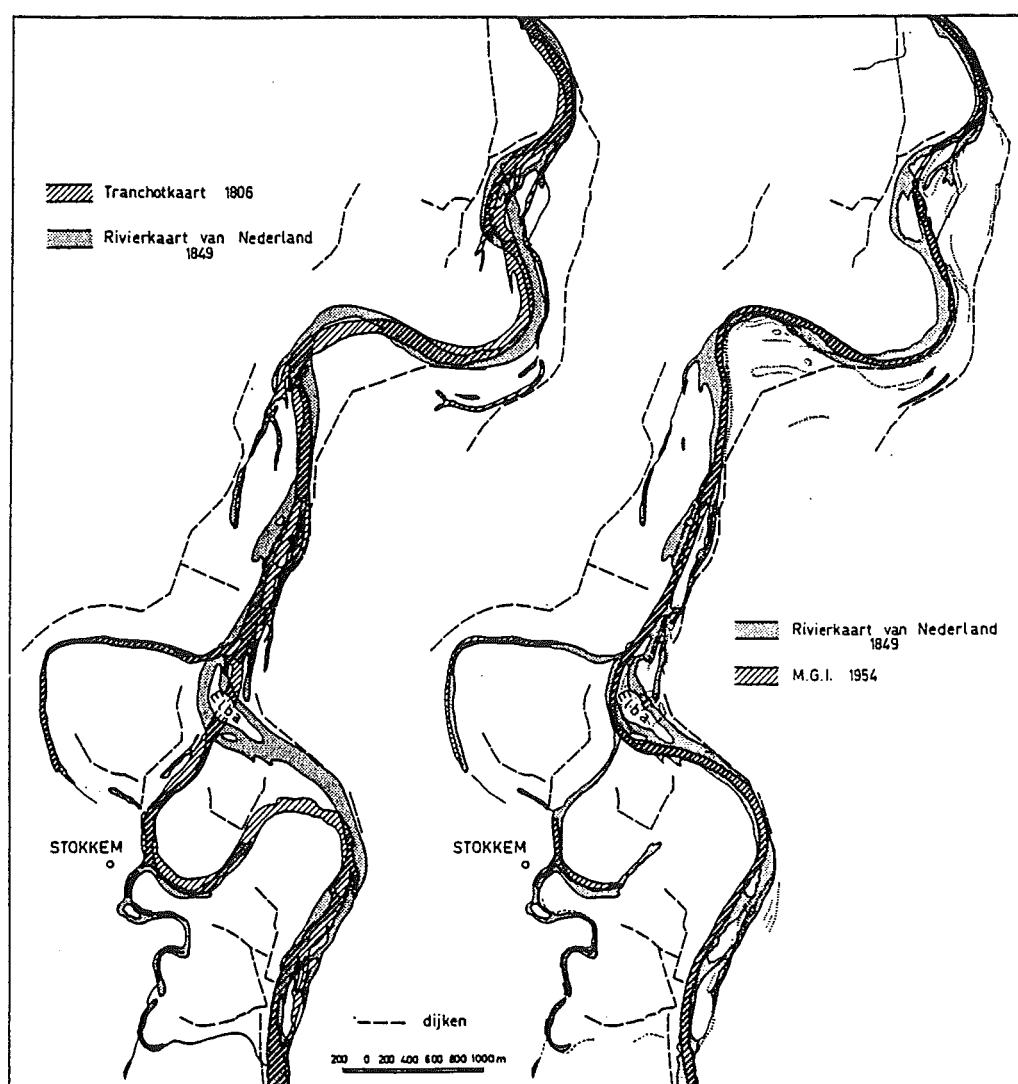 Tranchotkaart 1806
Rivierkaart van Nederland
1849
Elba
STOKKEM
dijken
200 0 200 400 600 800 1000 m
Rivierkaart van Nederland
1849
M.G.I. 1954
Elba
STOKKEM